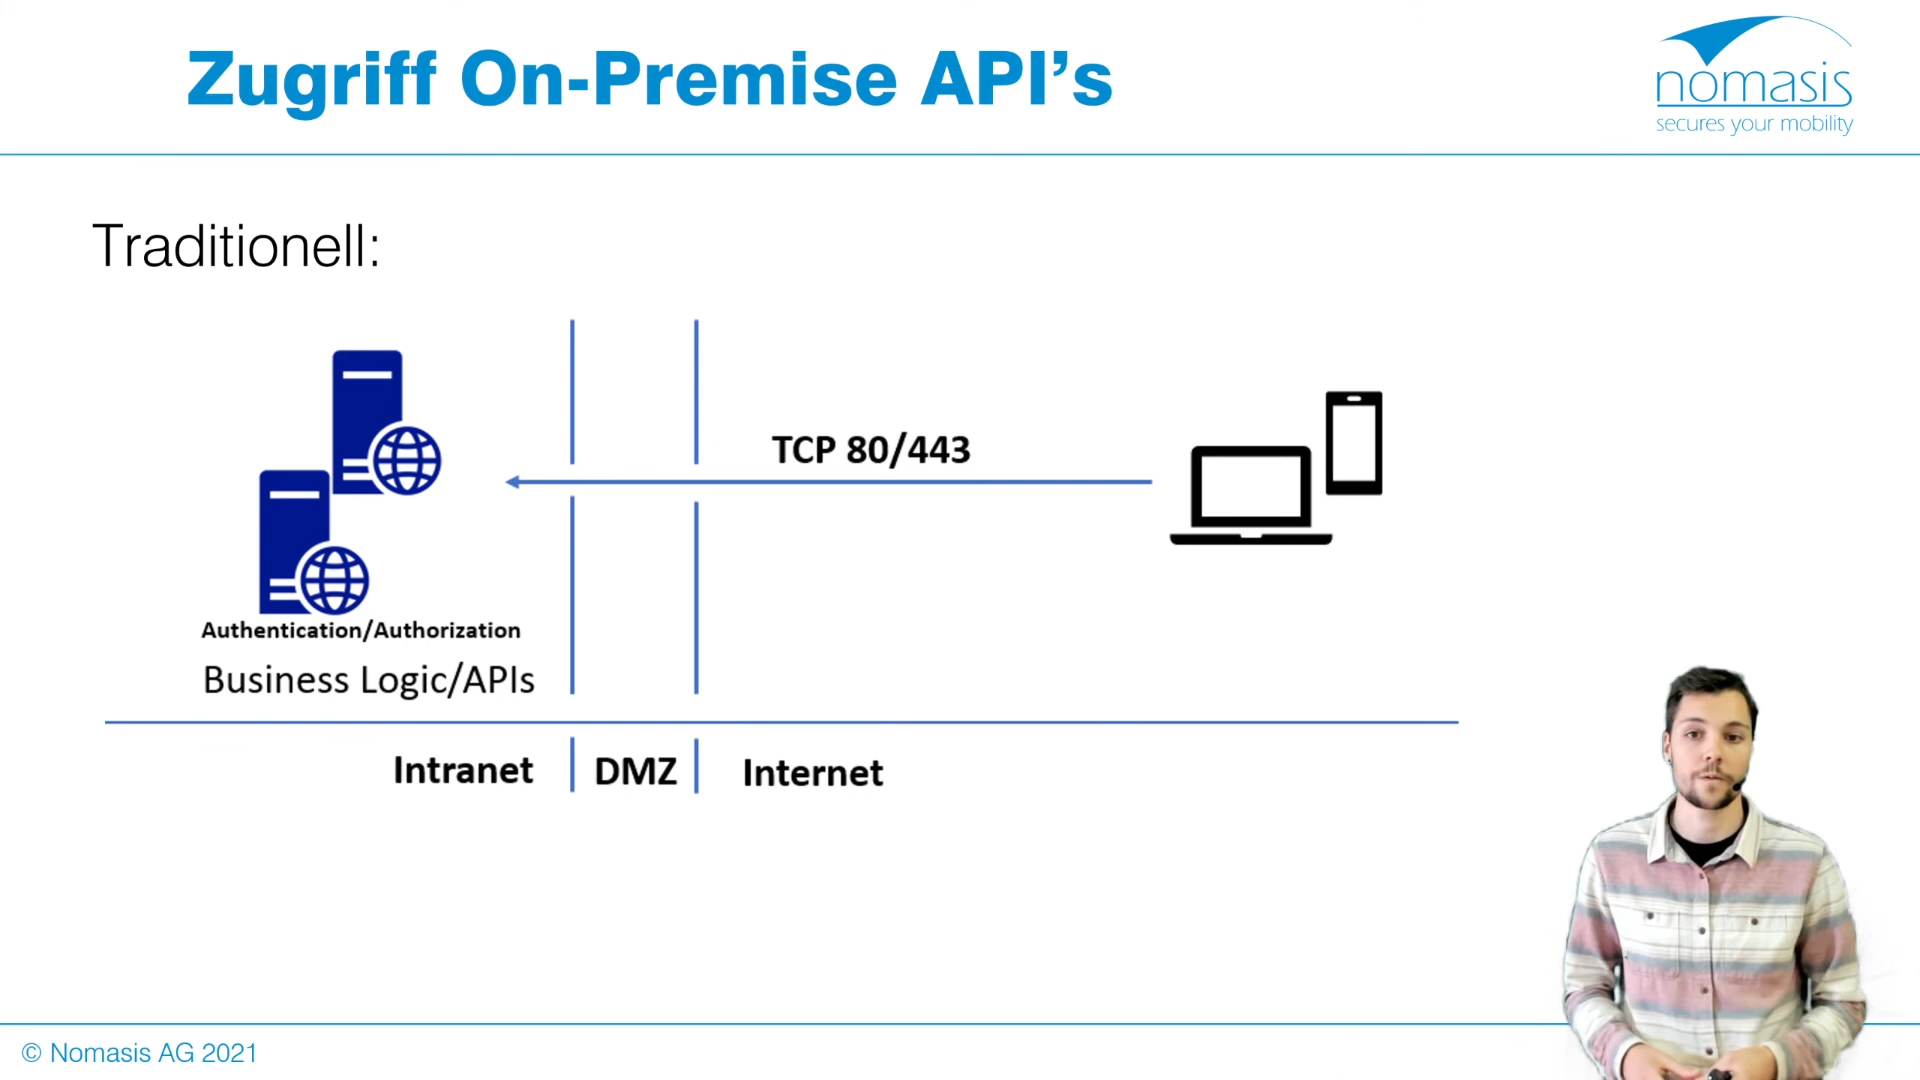 Zugriff On-Premise API’s
nomasis
secures your mobility
Traditionell:
TCP 80/443
Authentication/Authorization
Business Logic/APIs
Intranet
DMZ
Internet
© Nomasis AG 2021